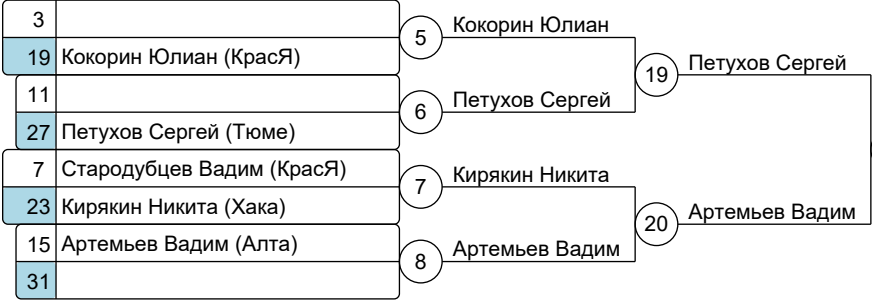 3
19 Кокорин Юлиан (КрасЯ)
11
27 Петухов Сергей (Тюме)
7 Стародубцев Вадим (КрасЯ)
23 Кирякин Никита (Хака)
15 Артемьев Вадим (Алта)
31
5 Кокорин Юлиан
6 Петухов Сергей
7 Кирякин Никита
8 Артемьев Вадим
19 Петухов Сергей
20 Артемьев Вадим